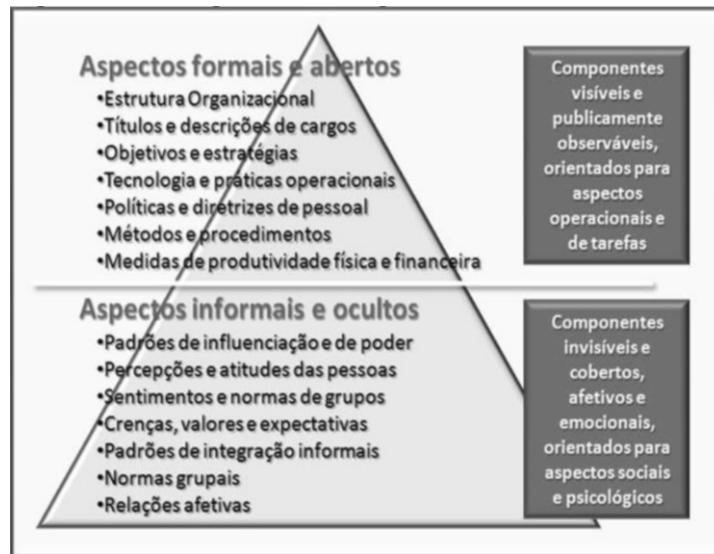 Aspectos formais e abertos
•Estrutura Organizacional
•Títulos e descrições de cargos
•Objetivos e estratégias
•Tecnologia e práticas operacionais
•Políticas e diretrizes de pessoal
•Métodos e procedimentos
•Medidas de produtividade física e financeira
Componentes
visíveis e
publicamente
observáveis,
orientados para
aspectos
operacionais e
de tarefas
Aspectos informais e ocultos
•Padrões de influenciação e de poder
•Percepções e atitudes das pessoas
•Sentimentos e normas de grupos
•Crenças, valores e expectativas
•Padrões de integração informais
•Normas grupais
•Relações afetivas
Componentes
invisíveis e
cobertos,
afetivos e
emocionais,
orientados para
aspectos sociais
e psicológicos